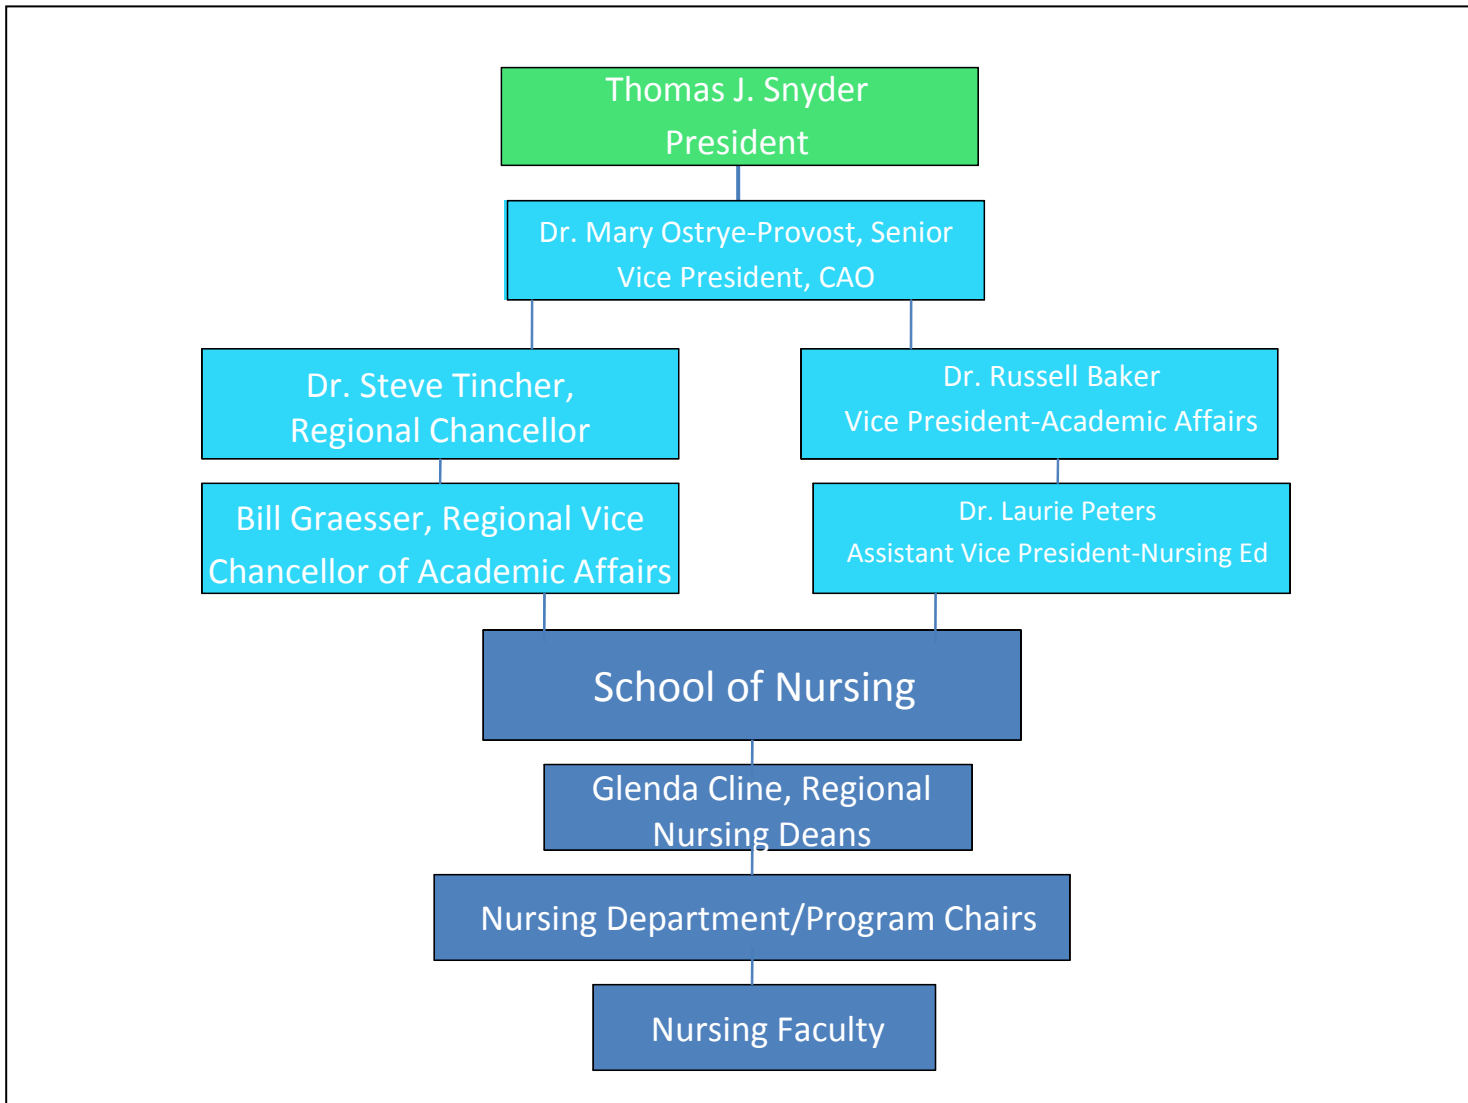 Thomas J. Snyder
President
Dr. Mary Ostrye-Provost, Senior
Vice President, CAO
Dr. Steve Tincher,
Regional Chancellor
Dr. Russell Baker
Vice President-Academic Affairs
Bill Graesser, Regional Vice
Chancellor of Academic Affairs
Dr. Laurie Peters
Assistant Vice President-Nursing Ed
School of Nursing
Glenda Cline, Regional
Nursing Deans
Nursing Department/Program Chairs
Nursing Faculty